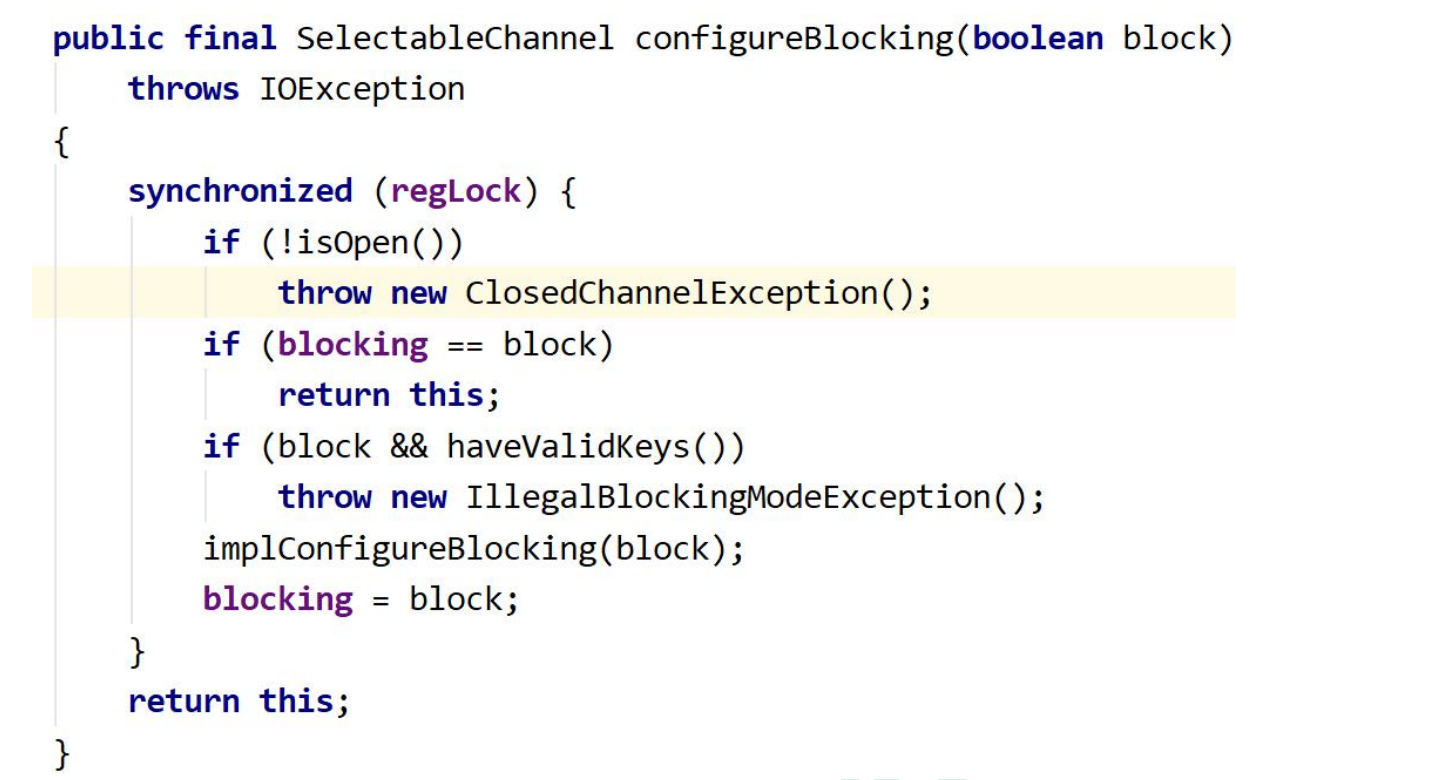 public final SelectableChannel configureBlocking(boolean block)
    throws IOException
{
    synchronized (regLock) {
        if (!isOpen())
            throw new ClosedChannelException();
        if (blocking == block)
            return this;
        if (block && haveValidKeys())
            throw new IllegalBlockingModeException();
        implConfigureBlocking(block);
        blocking = block;
    }
    return this;
}